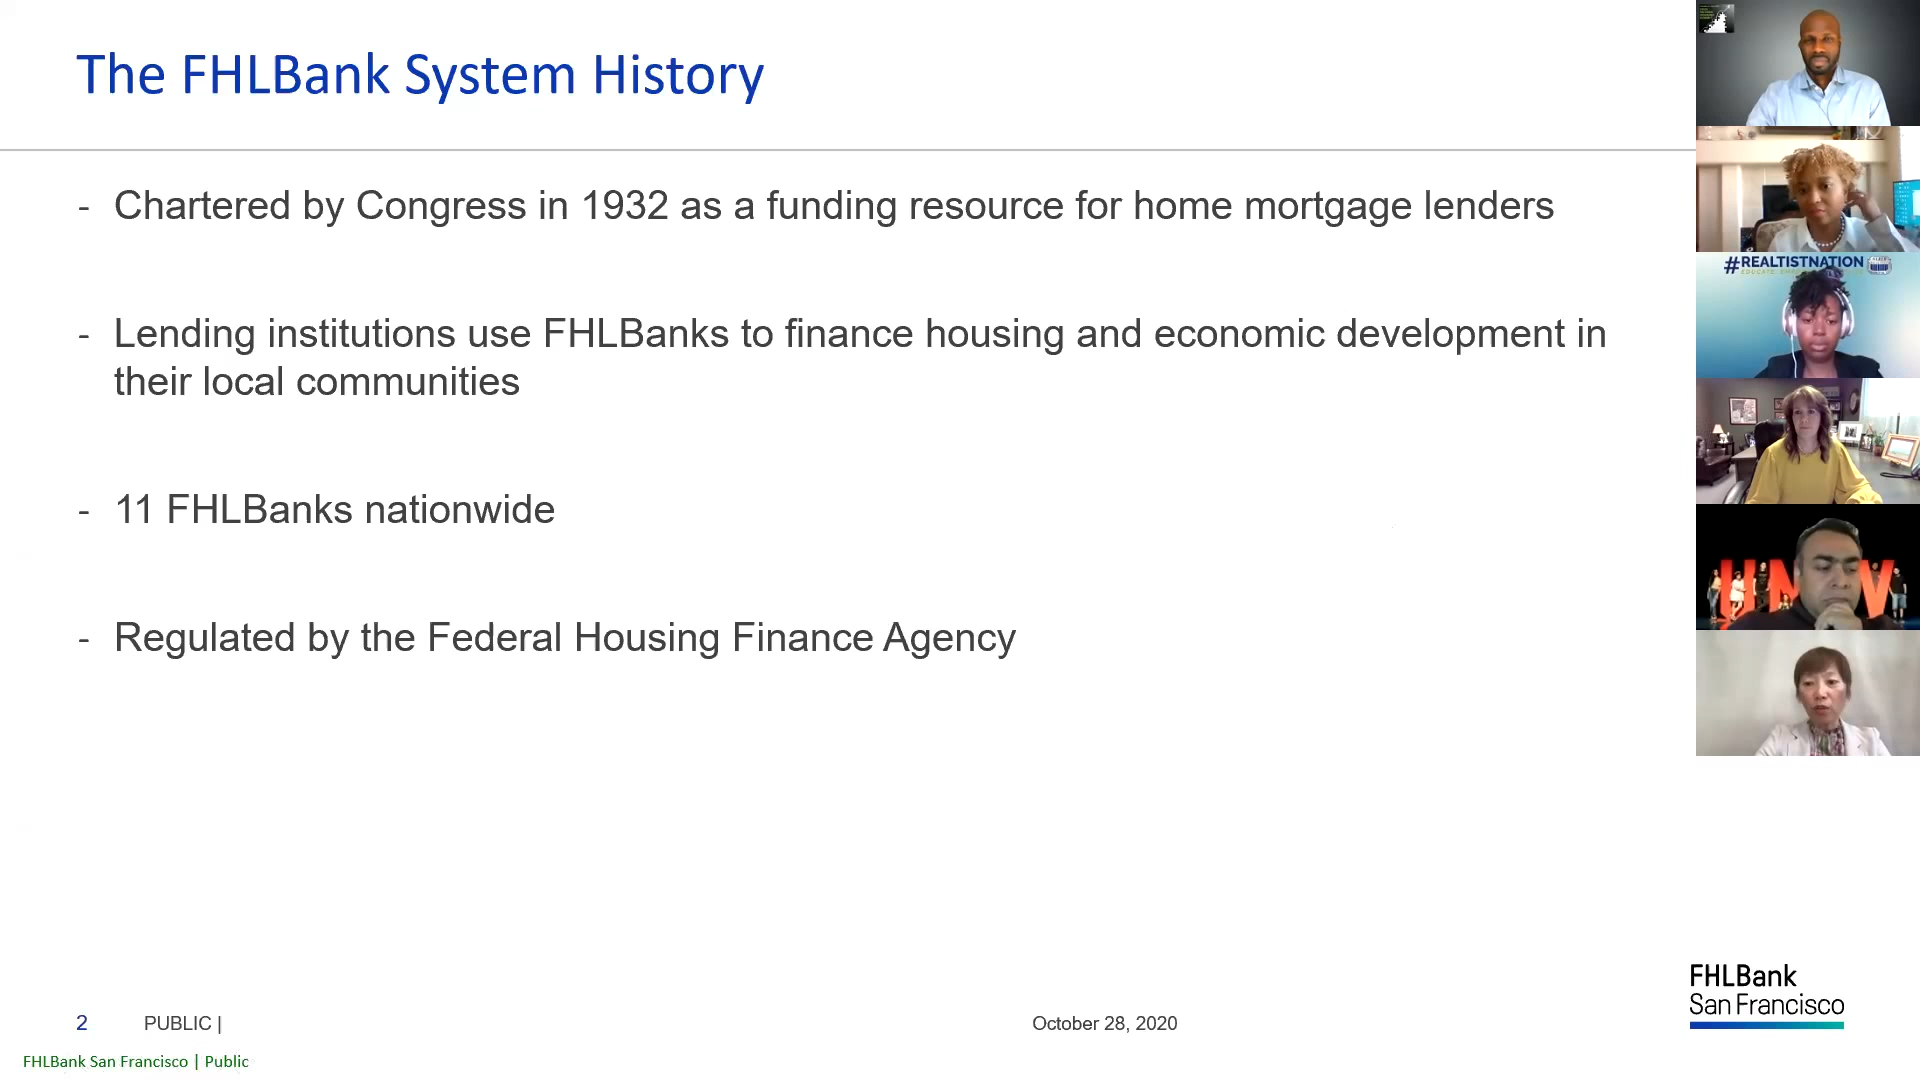 The FHLBank System History
- Chartered by Congress in 1932 as a funding resource for home mortgage lenders
- Lending institutions use FHLBanks to finance housing and economic development in
their local communities
- 11 FHLBanks nationwide
- Regulated by the Federal Housing Finance Agency
#REALTISTNATION
FHLBank
San Francisco
2 PUBLIC | October 28, 2020
FHLBank San Francisco | Public